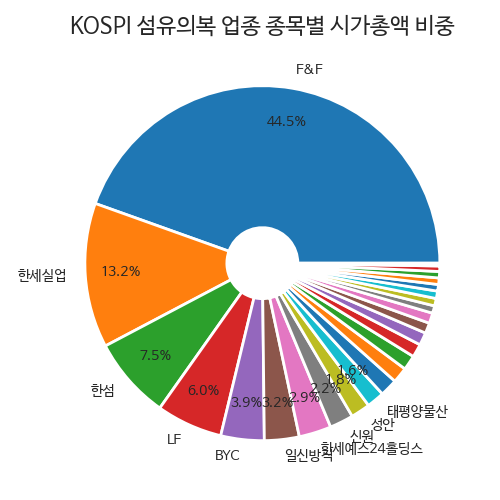 KOSPI 섬유의복 업종 종목별 시가총액 비중
F&F
44.5%
한세실업
13.2%
한섬
7.5%
LF
6.0%
BYC
3.9%
일신방직
3.2%
한세예스24홀딩스
2.9%
신원
2.2%
성안
1.8%
태평양물산
1.6%